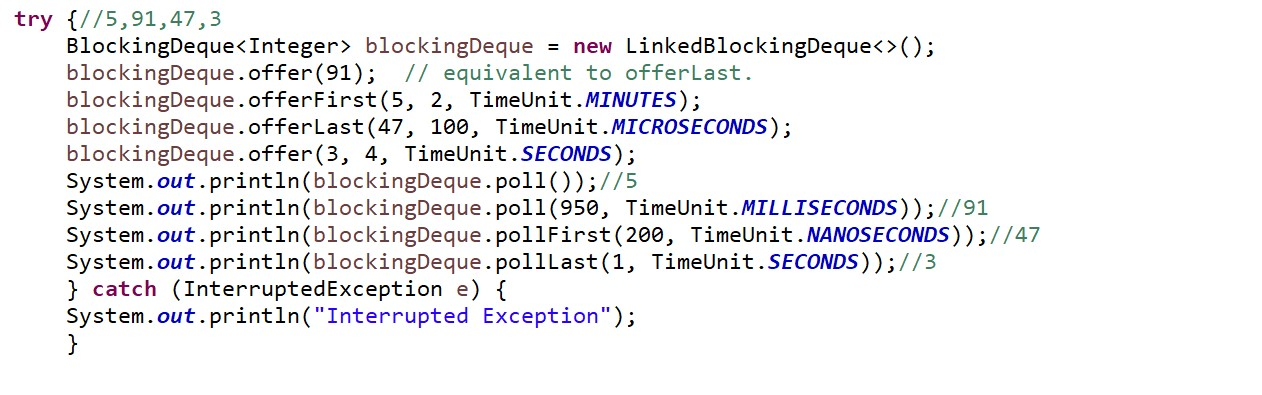 try {//5,91,47,3
    BlockingDeque<Integer> blockingDeque = new LinkedBlockingDeque<>();
    blockingDeque.offer(91);  // equivalent to offerLast.
    blockingDeque.offerFirst(5, 2, TimeUnit.MINUTES);
    blockingDeque.offerLast(47, 100, TimeUnit.MICROSECONDS);
    blockingDeque.offer(3, 4, TimeUnit.SECONDS);
    System.out.println(blockingDeque.poll());//5
    System.out.println(blockingDeque.poll(950, TimeUnit.MILLISECONDS));//91
    System.out.println(blockingDeque.pollFirst(200, TimeUnit.NANOSECONDS));//47
    System.out.println(blockingDeque.pollLast(1, TimeUnit.SECONDS));//3
    } catch (InterruptedException e) {
    System.out.println("Interrupted Exception");
    }